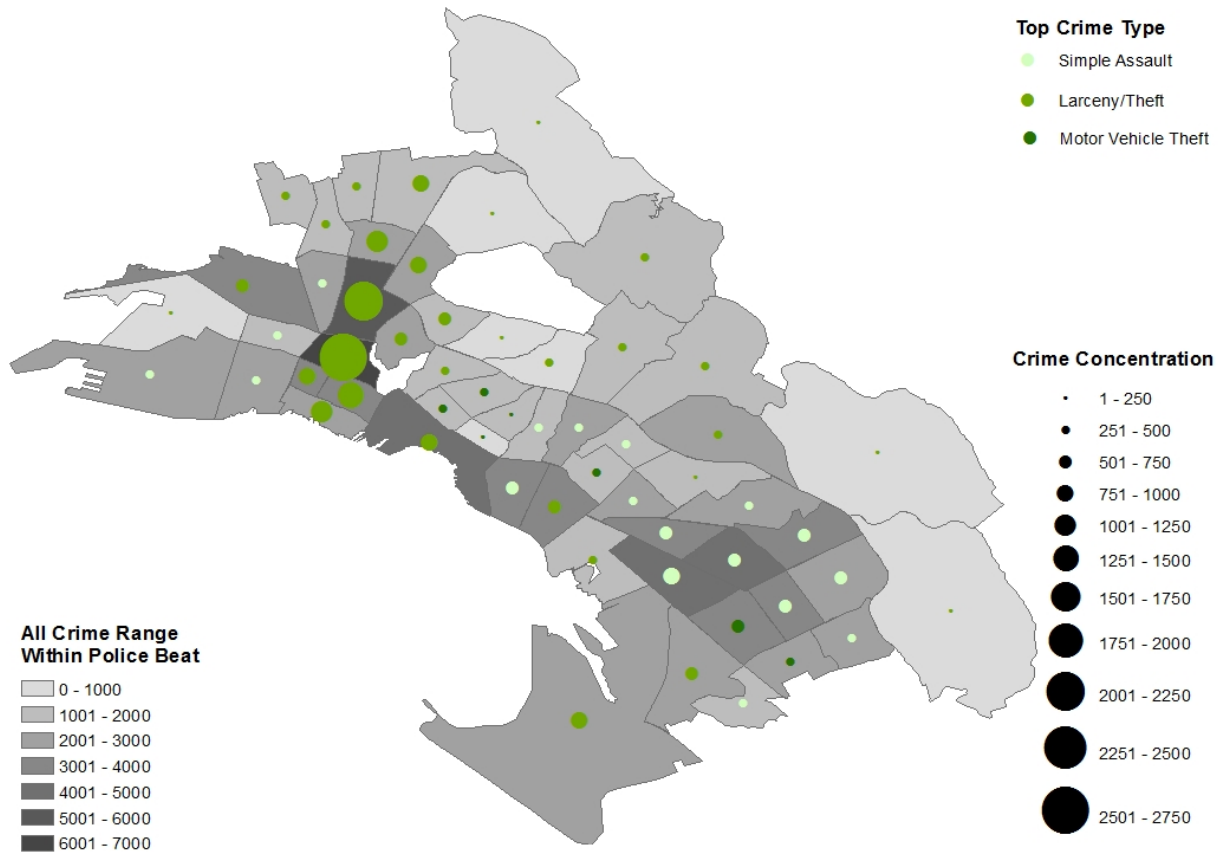 Top Crime Type
Simple Assault
Larceny/Theft
Motor Vehicle Theft
Crime Concentration
1 - 250
251 - 500
501 - 750
751 - 1000
1001 - 1250
1251 - 1500
1501 - 1750
1751 - 2000
2001 - 2250
2251 - 2500
2501 - 2750
All Crime Range
Within Police Beat
0 - 1000
1001 - 2000
2001 - 3000
3001 - 4000
4001 - 5000
5001 - 6000
6001 - 7000